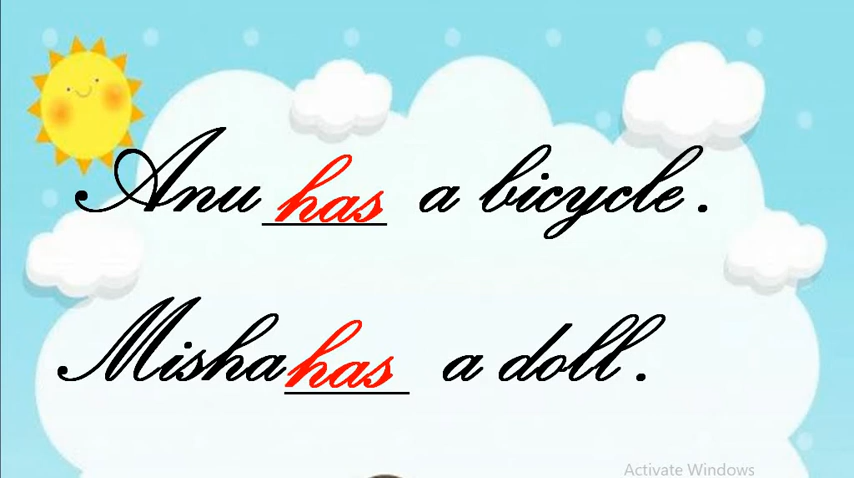 Anu has a bicycle.
Misha has a doll.
Activate Windows